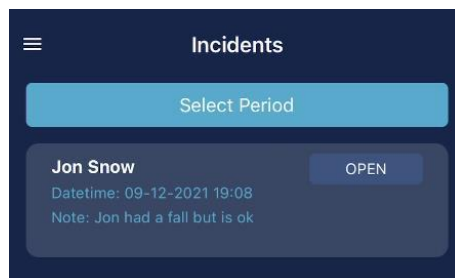 Incidents
Select Period
Jon Snow
OPEN
Datetime: 09-12-2021 19:08
Note: Jon had a fall but is ok